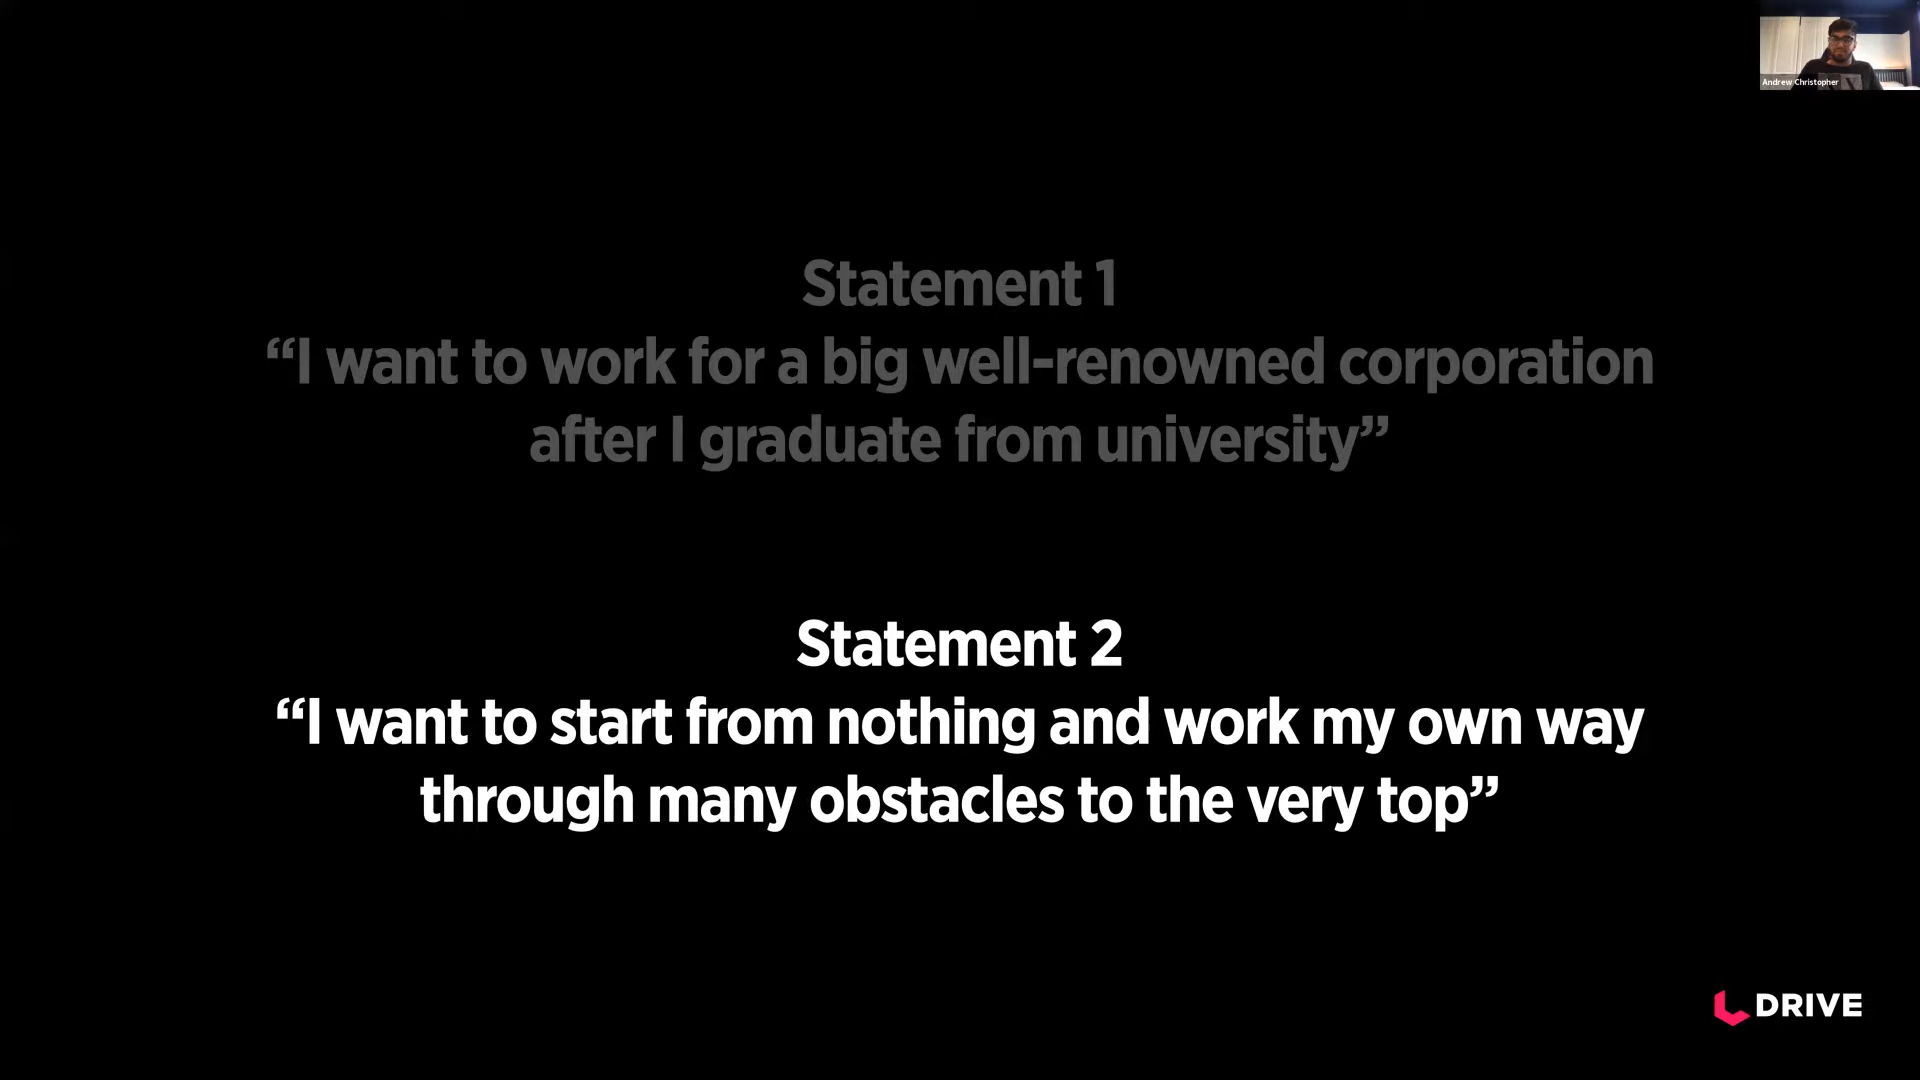 Andrew Christopher
Statement 1
“I want to work for a big well-renowned corporation
after I graduate from university”
Statement 2
“I want to start from nothing and work my own way
through many obstacles to the very top”
DRIVE